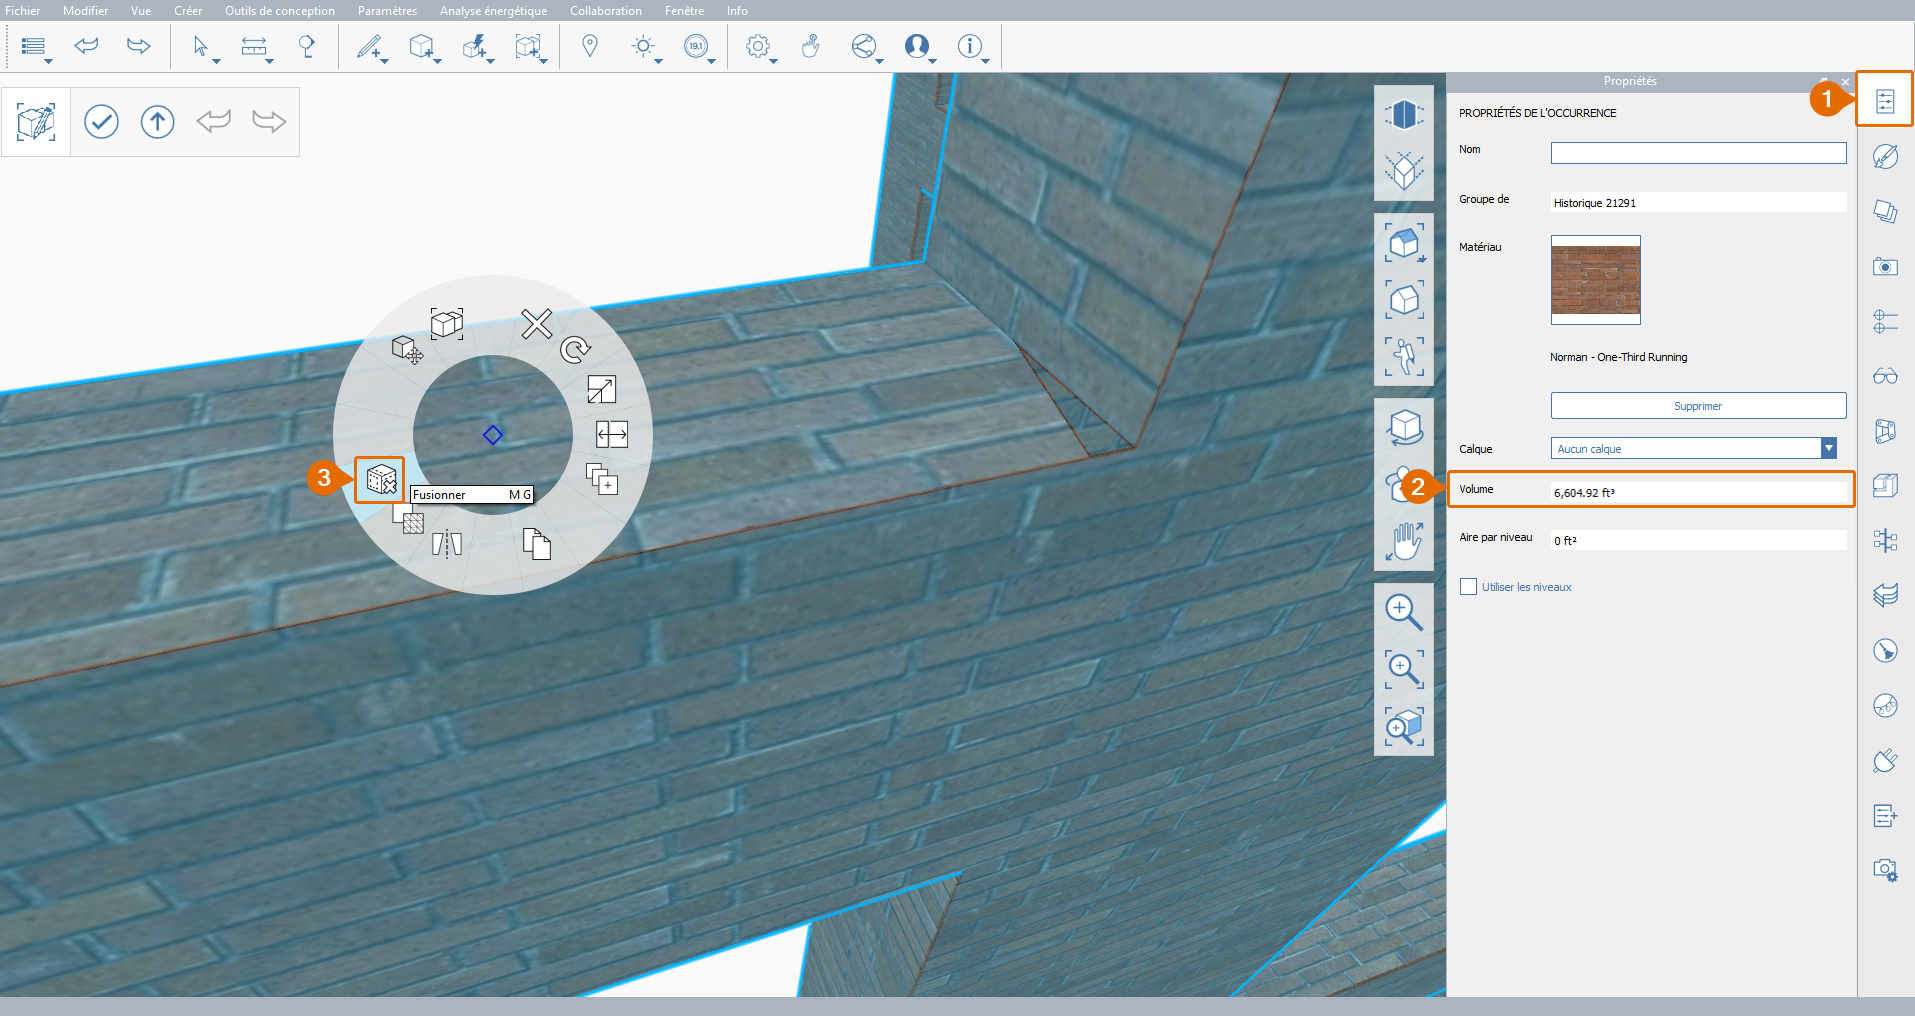 Fichier Modifier Vue Créer Outils de conception Paramètres Analyse énergétique Collaboration Fenêtre Info
19.1
Propriétés
1
PROPRIÉTÉS DE L'OCCURRENCE
Nom
Groupe de Historique 21291
Matériau
Norman - One-Third Running
Supprimer
Calque Aucun calque
2
Volume 6,604.92 ft³
3
Fusionner M G
Aire par niveau 0 ft²
Utiliser les niveaux